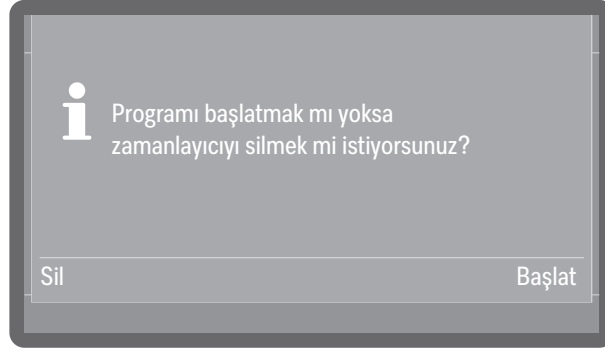 Programı başlatmak mı yoksa
zamanlayıcıyı silmek mi istiyorsunuz?
Sil Başlat